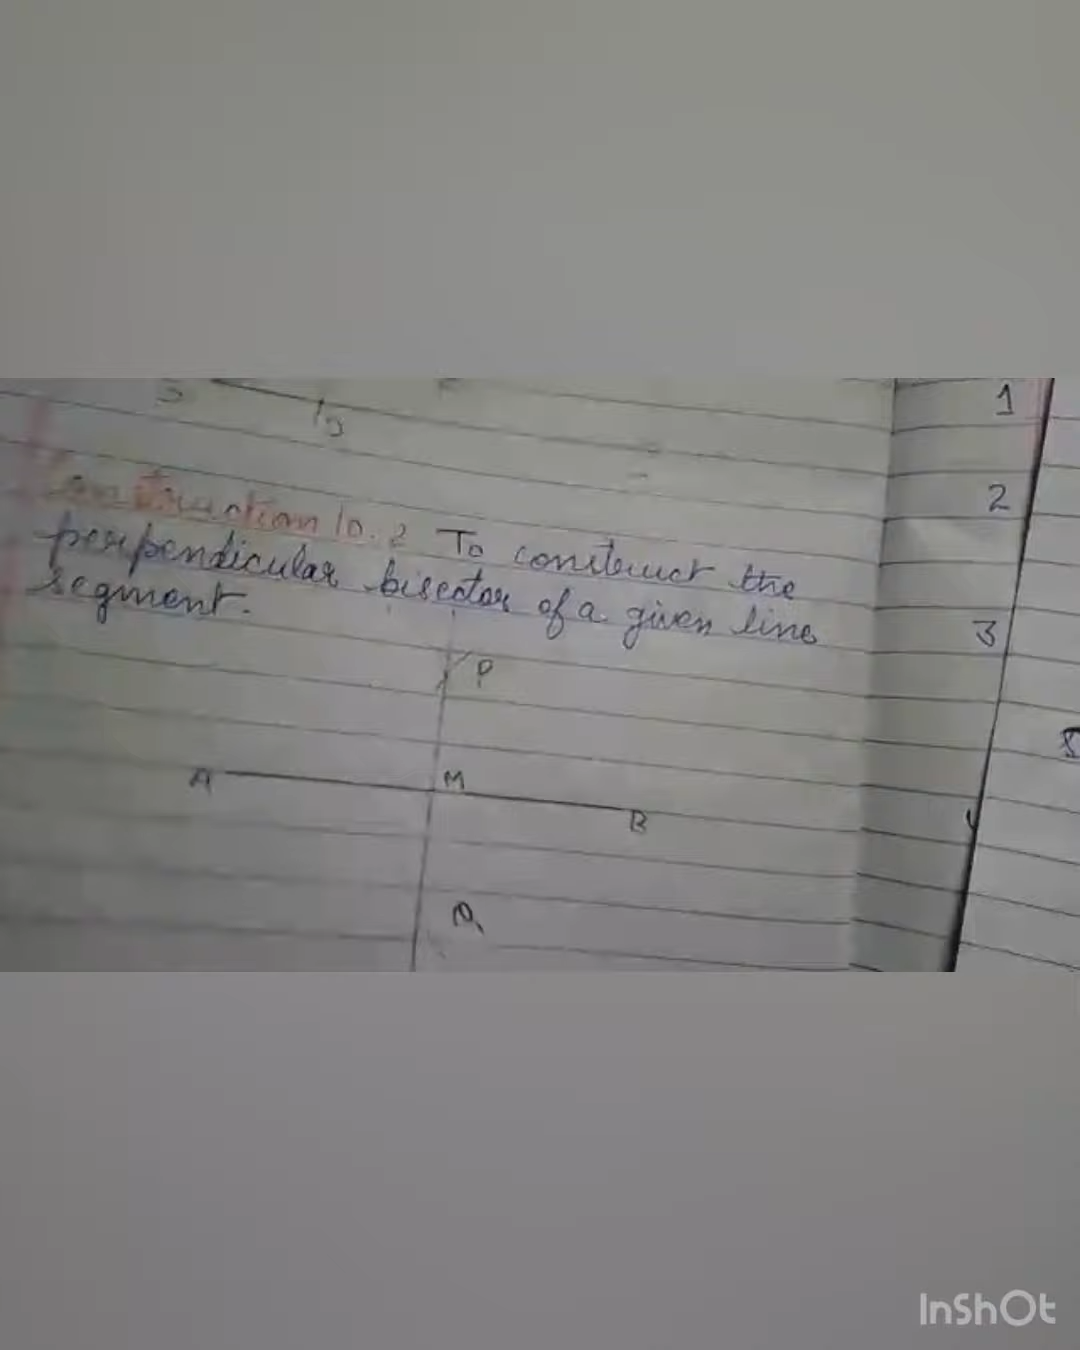 1
2
Construction 10.2 To construct the
perpendicular bisector of a given line
segment.
3
P
A
M
B
Q
InShOt